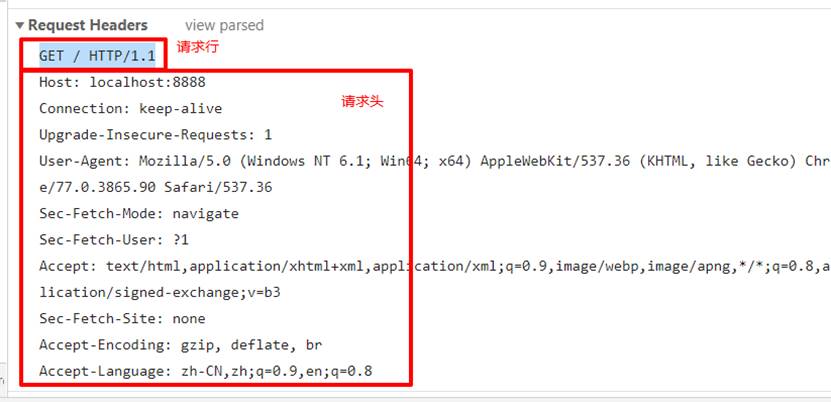 ▼ Request Headers view parsed
GET / HTTP/1.1 请求行
Host: localhost:8888
请求头
Connection: keep-alive
Upgrade-Insecure-Requests: 1
User-Agent: Mozilla/5.0 (Windows NT 6.1; Win64; x64) AppleWebKit/537.36 (KHTML, like Gecko) Chr
e/77.0.3865.90 Safari/537.36
Sec-Fetch-Mode: navigate
Sec-Fetch-User: ?1
Accept: text/html,application/xhtml+xml,application/xml;q=0.9,image/webp,image/apng,*/*;q=0.8,a
lication/signed-exchange;v=b3
Sec-Fetch-Site: none
Accept-Encoding: gzip, deflate, br
Accept-Language: zh-CN,zh;q=0.9,en;q=0.8